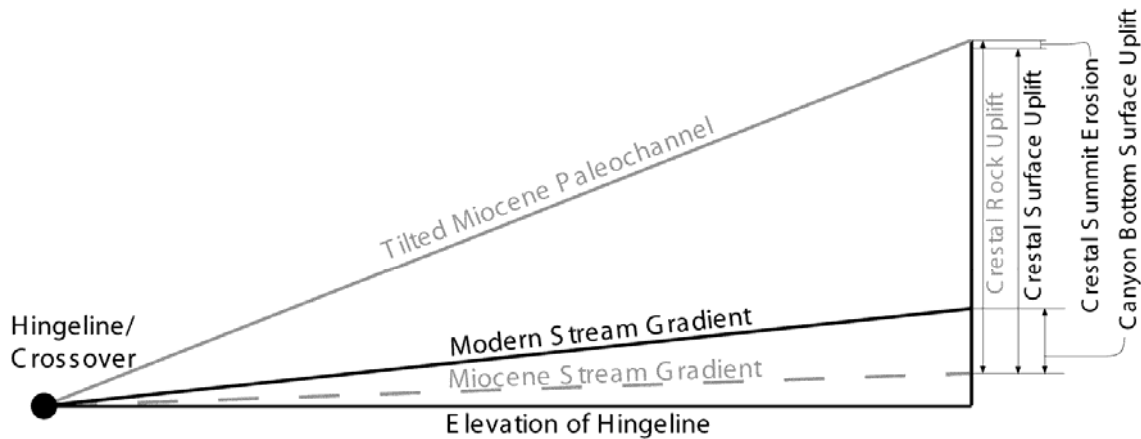 Tilted Miocene Paleochannel
Crestal Rock Uplift
Crestal Surface Uplift
Crestal Summit Erosion
Canyon Bottom Surface Uplift
Hingeline/
Crossover
Modern Stream Gradient
Miocene Stream Gradient
Elevation of Hingeline